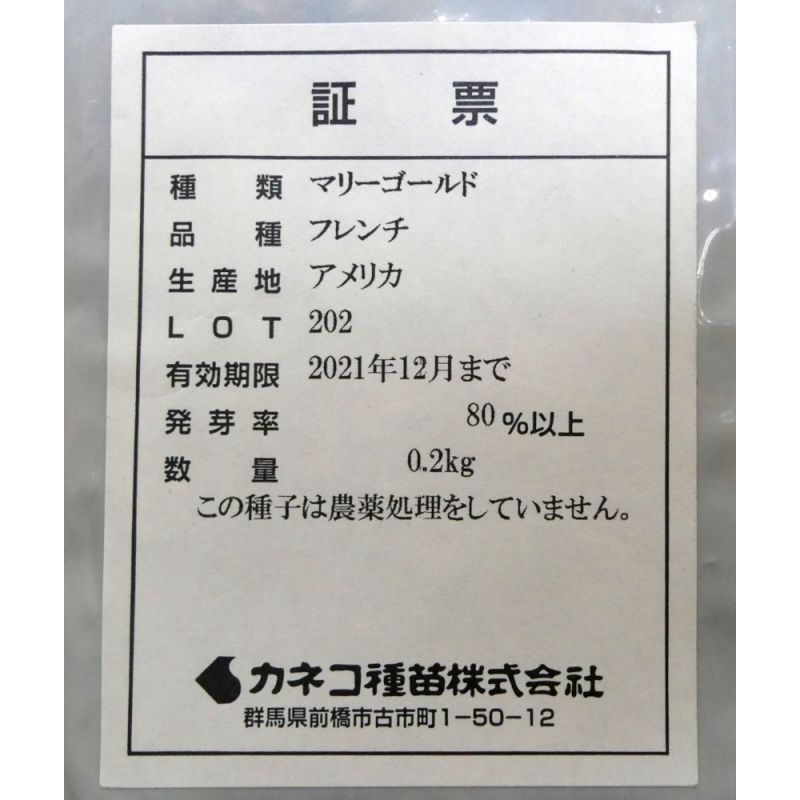 証票
種類 マリーゴールド
品種 フレンチ
生産地 アメリカ
LOT 202
有効期限 2021年12月まで
発芽率 80%以上
数量 0.2kg
この種子は農薬処理をしていません。
カネコ種苗株式会社
群馬県前橋市古市町1-50-12